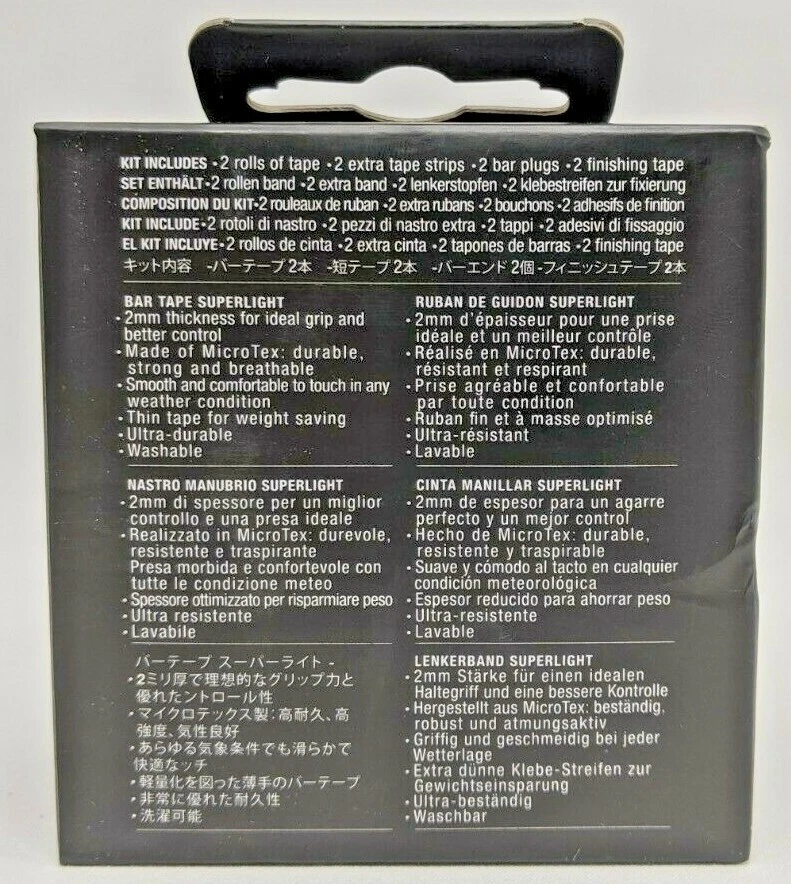 KIT INCLUDES •2 rolls of tape •2 extra tape strips •2 bar plugs •2 finishing tape
SET ENTHÄLT•2 rollen band •2 extra band •2 lenkerstopfen •2 klebestreifen zur fixierung
COMPOSITION DU KIT•2 rouleaux de ruban •2 extra rubans •2 bouchons •2 adhesifs de finition
KIT INCLUDE•2 rotoli di nastro •2 pezzi di nastro extra •2 tappi •2 adesivi di fissaggio
EL KIT INCLUYE•2 rollos de cinta •2 extra cinta •2 tapones de barras •2 finishing tape
キット内容 -バーテープ2本 -短テープ2本 -バーエンド2個-フィニッシュテープ2本
BAR TAPE SUPERLIGHT
•2mm thickness for ideal grip and
better control
•Made of MicroTex: durable,
strong and breathable
•Smooth and comfortable to touch in any
weather condition
•Thin tape for weight saving
•Ultra-durable
•Washable
RUBAN DE GUIDON SUPERLIGHT
•2mm d'épaisseur pour une prise
idéale et un meilleur contrôle
•Réalisé en MicroTex: durable,
résistant et respirant
•Prise agréable et confortable
par toute condition
•Ruban fin et à masse optimisé
•Ultra-résistant
•Lavable
NASTRO MANUBRIO SUPERLIGHT
•2mm di spessore per un miglior
controllo e una presa ideale
•Realizzato in MicroTex: durevole,
resistente e traspirante
Presa morbida e confortevole con
tutte le condizione meteo
•Spessore ottimizzato per risparmiare peso
•Ultra resistente
•Lavabile
CINTA MANILLAR SUPERLIGHT
•2mm de espesor para un agarre
perfecto y un mejor control
•Hecho de MicroTex: durable,
resistente y traspirable
•Suave y cómodo al tacto en cualquier
condición meteorológica
•Espesor reducido para ahorrar peso
•Ultra-resistente
•Lavable
バーテープ スーパーライト -
•2ミリ厚で理想的なグリップ力と
優れたントロール性
•マイクロテックス製：高耐久、高
強度、気性良好
•あらゆる気象条件でも滑らかで
快適なッチ
•軽量化を図った薄手のバーテープ
•非常に優れた耐久性
•洗濯可能
LENKERBAND SUPERLIGHT
•2mm Stärke für einen idealen
Haltegriff und eine bessere Kontrolle
•Hergestellt aus MicroTex: beständig,
robust und atmungsaktiv
•Griffig und geschmeidig bei jeder
Wetterlage
•Extra dünne Klebe-Streifen zur
Gewichtseinsparung
•Ultra-beständig
•Waschbar